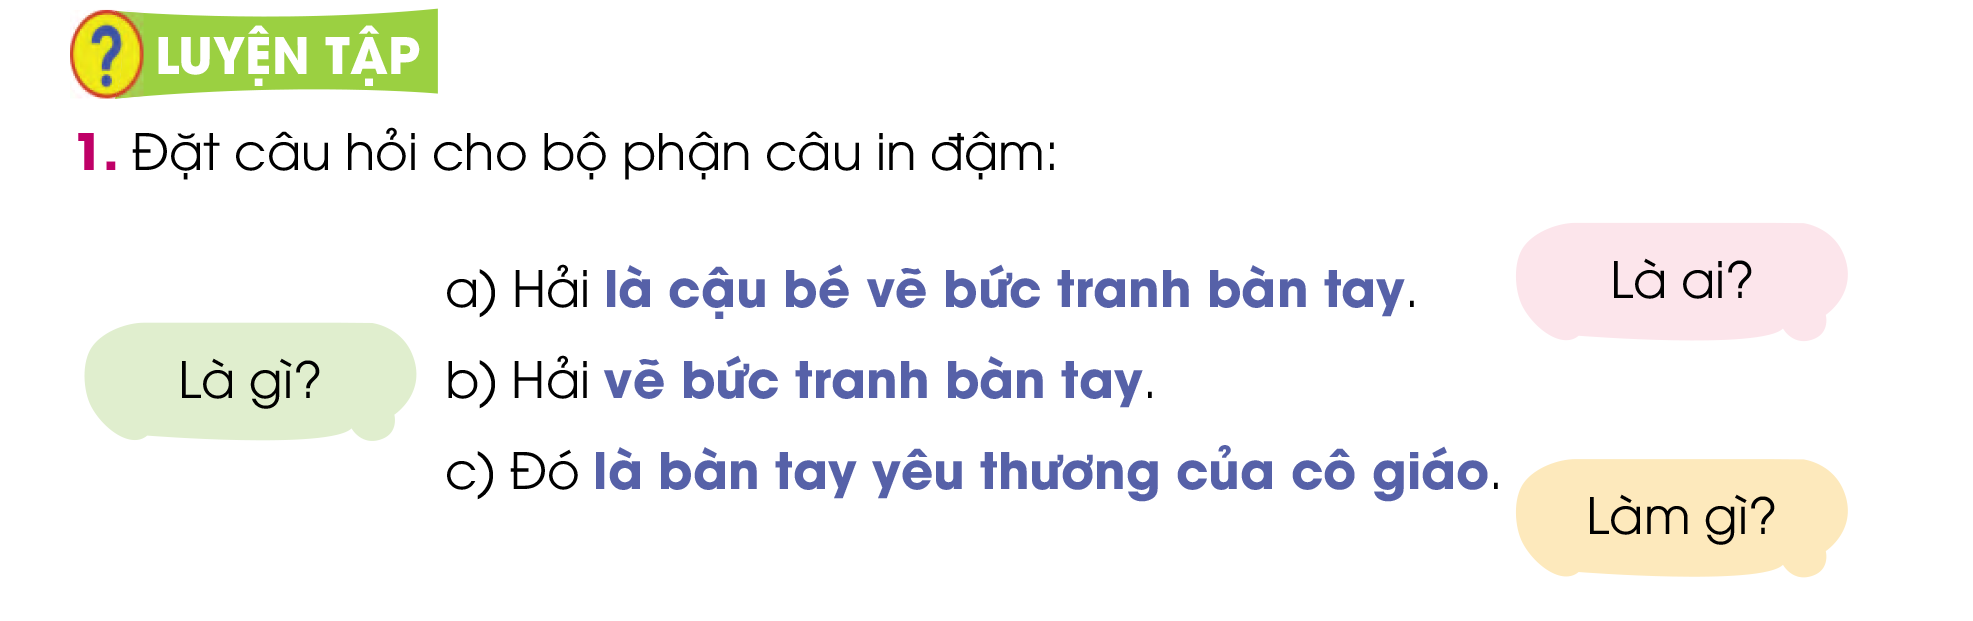 ? LUYỆN TẬP
1. Đặt câu hỏi cho bộ phận câu in đậm:
Là ai?
a) Hải là cậu bé vẽ bức tranh bàn tay.
Là gì?
b) Hải vẽ bức tranh bàn tay.
c) Đó là bàn tay yêu thương của cô giáo.
Làm gì?